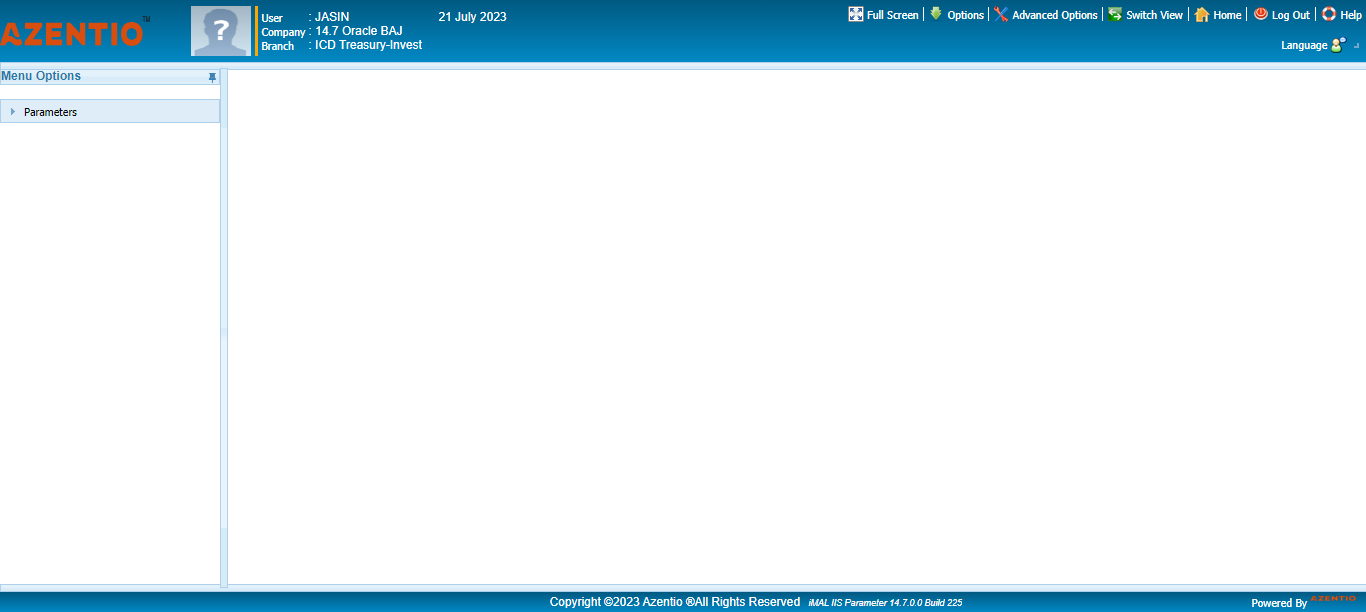 AZENTIO™
?
User : JASIN 21 July 2023
Company : 14.7 Oracle BAJ
Branch : ICD Treasury-Invest
Full Screen Options Advanced Options Switch View Home Log Out Help
Language
Menu Options
Parameters
Copyright ©2023 Azentio ®All Rights Reserved iMAL IIS Parameter 14.7.0.0 Build 225
Powered By AZENTIO